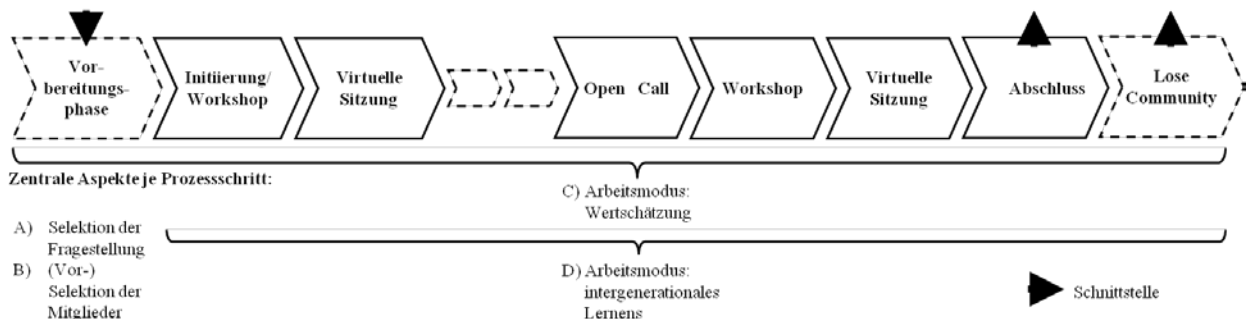 Vor-
bereitungs-
phase
Initiierung/
Workshop
Virtuelle
Sitzung
Open Call
Workshop
Virtuelle
Sitzung
Abschluss
Lose
Community
Zentrale Aspekte je Prozessschritt:
A) Selektion der
Fragestellung
B) (Vor-)
Selektion der
Mitglieder
C) Arbeitsmodus:
Wertschätzung
D) Arbeitsmodus:
intergenerationales
Lernens
Schnittstelle